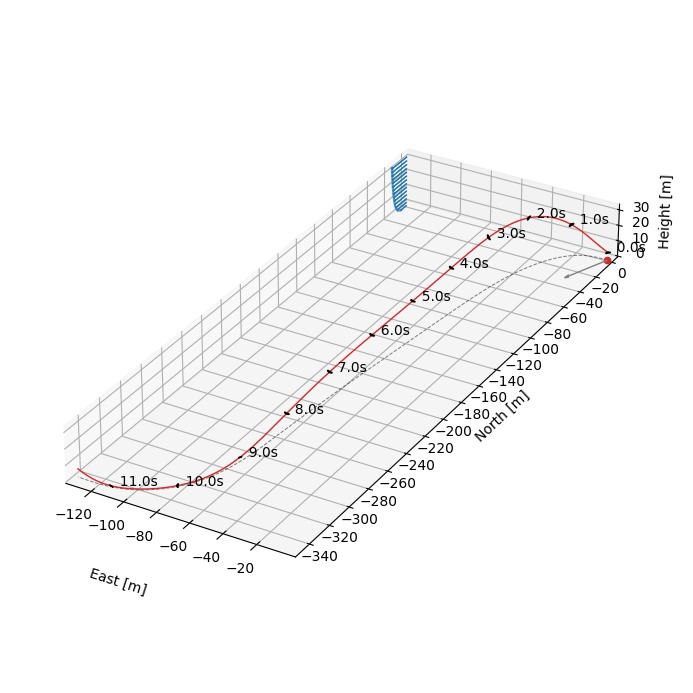 30
20
10
0
Height [m]
0.0s
1.0s
2.0s
3.0s
4.0s
5.0s
6.0s
7.0s
8.0s
9.0s
10.0s
11.0s
0
−20
−40
−60
−80
−100
−120
−140
−160
−180
−200
−220
−240
−260
−280
−300
−320
−340
North [m]
−120
−100
−80
−60
−40
−20
East [m]